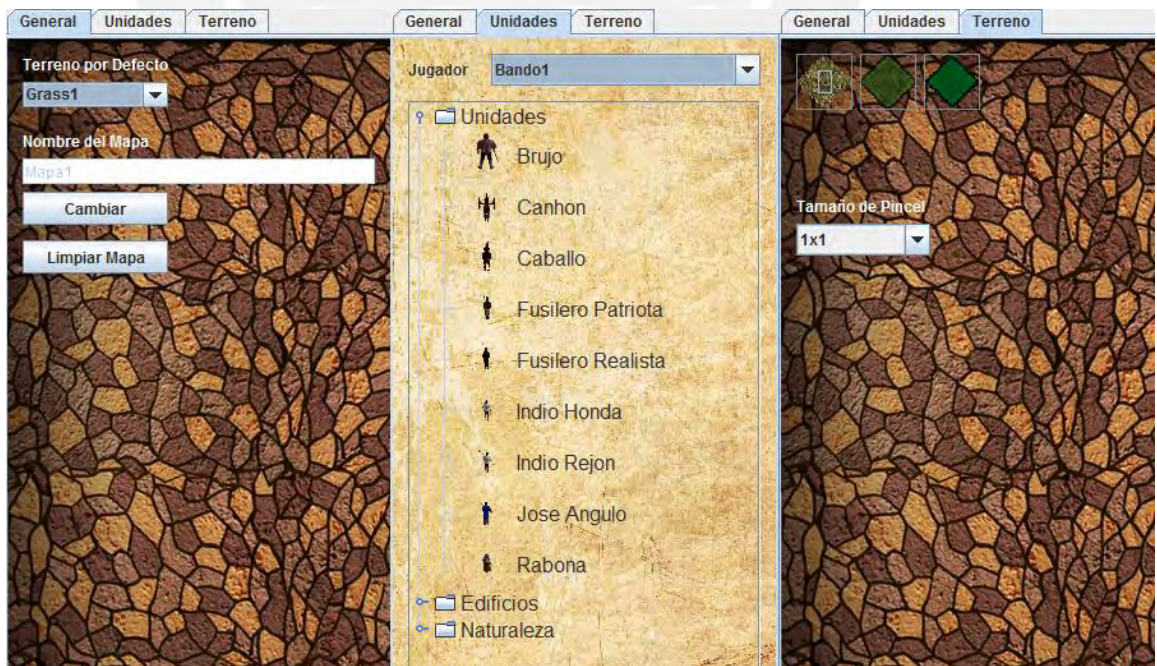 General Unidades Terreno
Terreno por Defecto
Grass1
Nombre del Mapa
Mapa1
Cambiar
Limpiar Mapa
General Unidades Terreno
Jugador Bando1
Unidades
Brujo
Canhon
Caballo
Fusilero Patriota
Fusilero Realista
Indio Honda
Indio Rejon
Jose Angulo
Rabona
Edificios
Naturaleza
General Unidades Terreno
Tamaño de Pincel
1x1